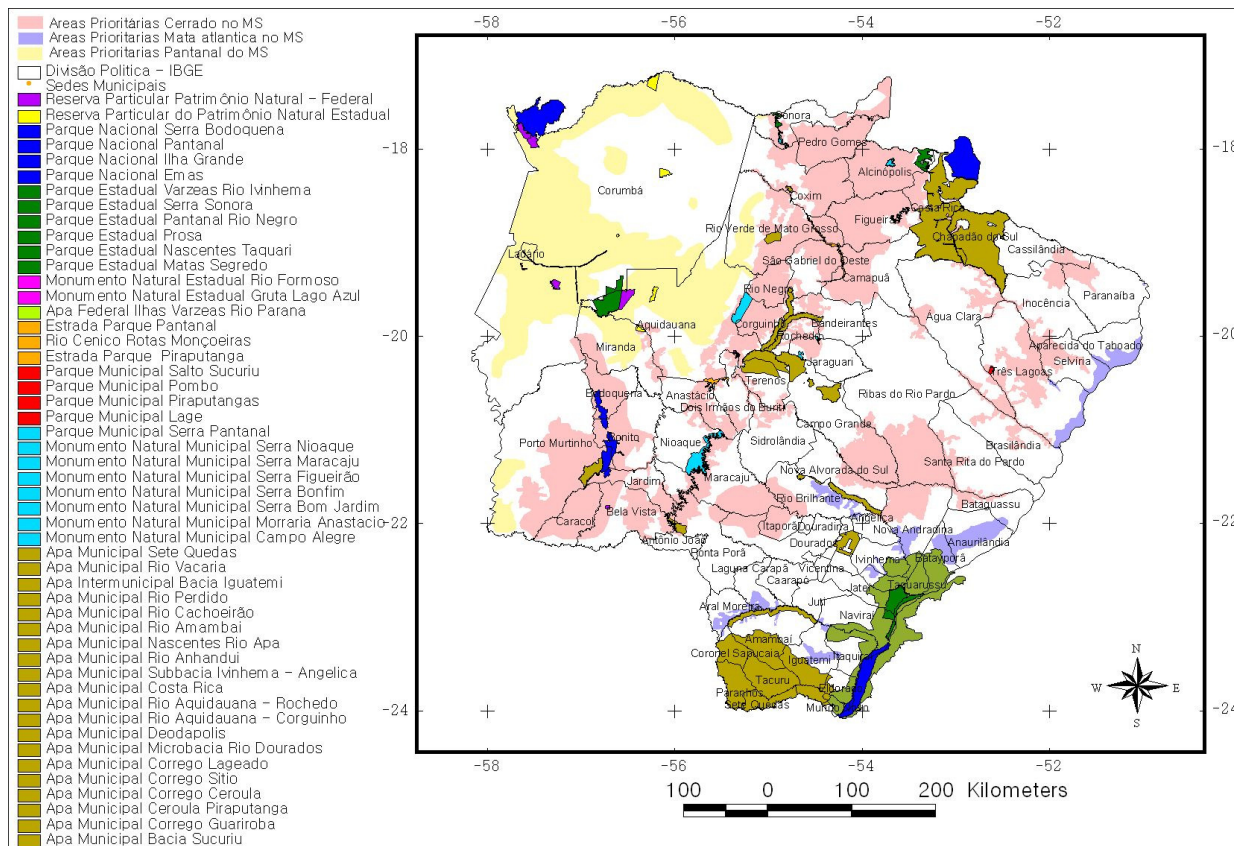 Areas Prioritárias Cerrado no MS
Areas Prioritarias Mata atlantica no MS
Areas Prioritarias Pantanal do MS
Divisão Politica - IBGE
Sedes Municipais
Reserva Particular Patrimônio Natural - Federal
Reserva Particular do Patrimônio Natural Estadual
Parque Nacional Serra Bodoquena
Parque Nacional Pantanal
Parque Nacional Ilha Grande
Parque Nacional Emas
Parque Estadual Varzeas Rio Ivinhema
Parque Estadual Serra Sonora
Parque Estadual Pantanal Rio Negro
Parque Estadual Prosa
Parque Estadual Nascentes Taquari
Parque Estadual Matas Segredo
Monumento Natural Estadual Rio Formoso
Monumento Natural Estadual Gruta Lago Azul
Apa Federal Ilhas Varzeas Rio Parana
Estrada Parque Pantanal
Rio Cenico Rotas Monçoeiras
Estrada Parque Piraputanga
Parque Municipal Salto Sucuriu
Parque Municipal Pombo
Parque Municipal Piraputangas
Parque Municipal Lage
Parque Municipal Serra Pantanal
Monumento Natural Municipal Serra Nioaque
Monumento Natural Municipal Serra Maracaju
Monumento Natural Municipal Serra Figueirão
Monumento Natural Municipal Serra Bonfim
Monumento Natural Municipal Serra Bom Jardim
Monumento Natural Municipal Morraria Anastacio
Monumento Natural Municipal Campo Alegre
Apa Municipal Sete Quedas
Apa Municipal Rio Vacaria
Apa Intermunicipal Bacia Iguatemi
Apa Municipal Rio Perdido
Apa Municipal Rio Cachoeirão
Apa Municipal Rio Amambai
Apa Municipal Nascentes Rio Apa
Apa Municipal Rio Anhandui
Apa Municipal Subbacia Ivinhema - Angelica
Apa Municipal Costa Rica
Apa Municipal Rio Aquidauana - Rochedo
Apa Municipal Rio Aquidauana - Corguinho
Apa Municipal Deodapolis
Apa Municipal Microbacia Rio Dourados
Apa Municipal Corrego Lageado
Apa Municipal Corrego Sitio
Apa Municipal Corrego Ceroula
Apa Municipal Ceroula Piraputanga
Apa Municipal Corrego Guariroba
Apa Municipal Bacia Sucuriu
-58 -56 -54 -52
Sonora
Pedro Gomes
-18 -18
Alcinópolis
Corumbá
Coxim
Costa Rica
Figueirão
Rio Verde de Mato Grosso
Chapadão do Sul
Cassilândia
Ladário
São Gabriel do Oeste
Camapuã
Rio Negro
Paranaíba
Inocência
Água Clara
Aquidauana
Corguinho
Bandeirantes
Rochedo
-20 -20
Miranda
Aparecida do Taboado
Selvíria
Jaraguari
Três Lagoas
Terenos
Bodoquena
Anastácio
Ribas do Rio Pardo
Dois Irmãos do Buriti
Campo Grande
Porto Murtinho
Bonito
Nioaque
Sidrolândia
Brasilândia
Santa Rita do Pardo
Nova Alvorada do Sul
Jardim
Maracaju
Rio Brilhante
Bataguassu
Bela Vista
Caracol
Angélica
-22 -22
Itaporã
Douradina
Nova Andradina
Antônio João
Dourados
Anaurilândia
Ponta Porã
Ivinhema
Batayporã
Laguna Carapã
Vicentina
Caarapó
Taquarussu
Jateí
Aral Moreira
Juti
Naviraí
Amambaí
Coronel Sapucaia
Iguatemi
Itaquiraí
Tacuru
Eldorado
Paranhos
Sete Quedas
-24 -24
N
W E
S
-58 -56 -54 -52
100 0 100 200 Kilometers